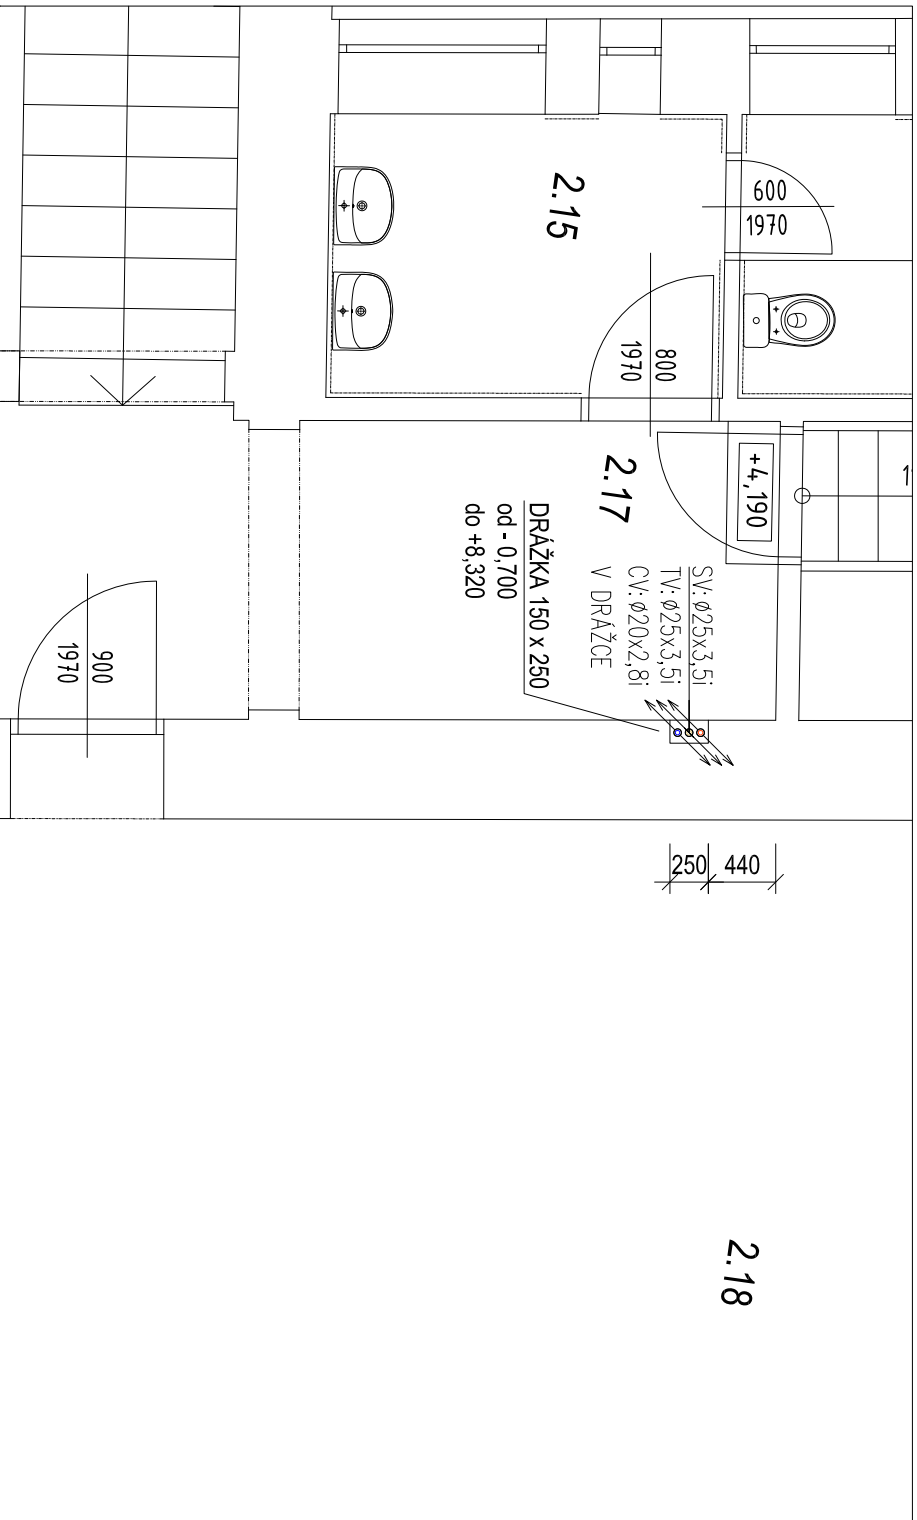 2.15
600
1970
800
1970
+4,190
2.17
SV: ø25x3,5i
TV: ø25x3,5i
CV: ø20x2,8i
V DRÁŽCE
DRÁŽKA 150 x 250
od - 0,700
do +8,320
900
1970
250
440
2.18